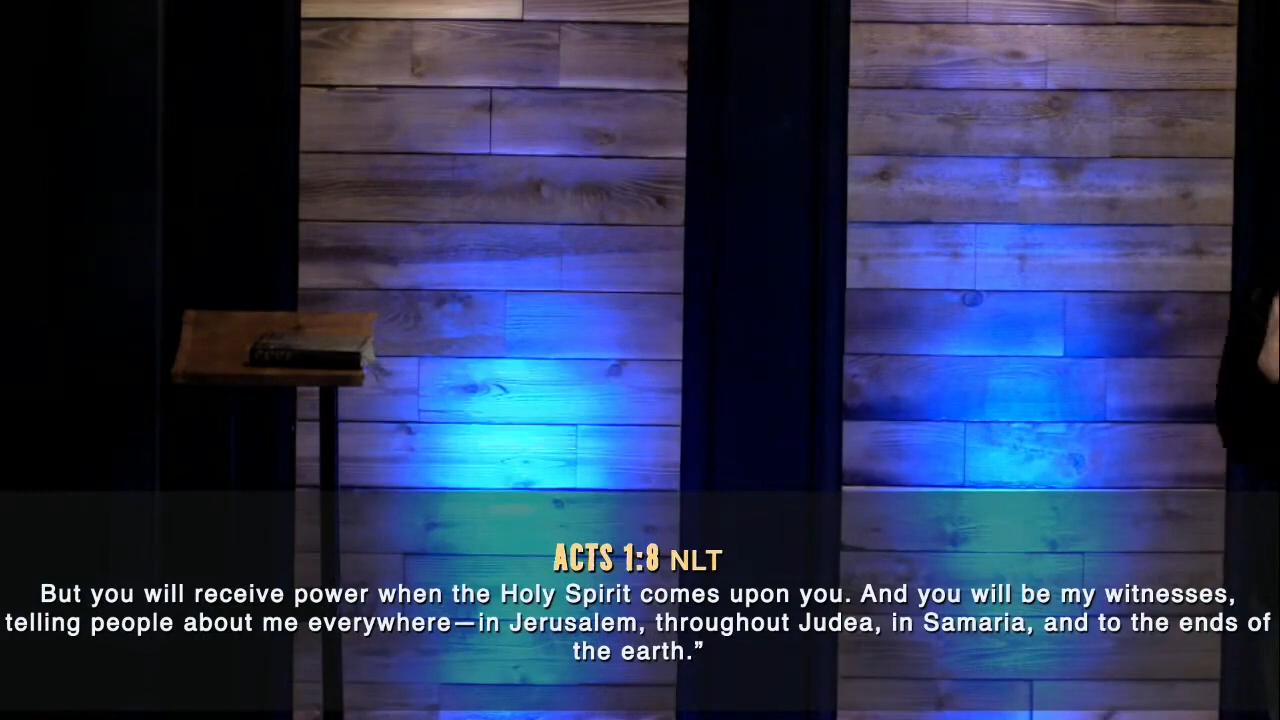 ACTS 1:8 NLT
But you will receive power when the Holy Spirit comes upon you. And you will be my witnesses,
telling people about me everywhere—in Jerusalem, throughout Judea, in Samaria, and to the ends of
the earth.”